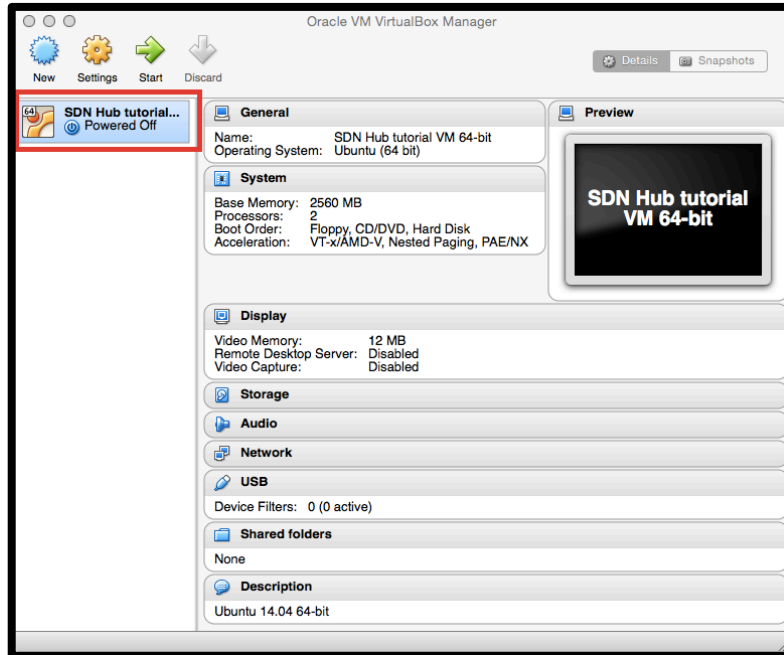 Oracle VM VirtualBox Manager
New Settings Start Discard
Details Snapshots
64 SDN Hub tutorial...
Powered Off
General
Name: SDN Hub tutorial VM 64-bit
Operating System: Ubuntu (64 bit)
System
Base Memory: 2560 MB
Processors: 2
Boot Order: Floppy, CD/DVD, Hard Disk
Acceleration: VT-x/AMD-V, Nested Paging, PAE/NX
Preview
SDN Hub tutorial
VM 64-bit
Display
Video Memory: 12 MB
Remote Desktop Server: Disabled
Video Capture: Disabled
Storage
Audio
Network
USB
Device Filters: 0 (0 active)
Shared folders
None
Description
Ubuntu 14.04 64-bit